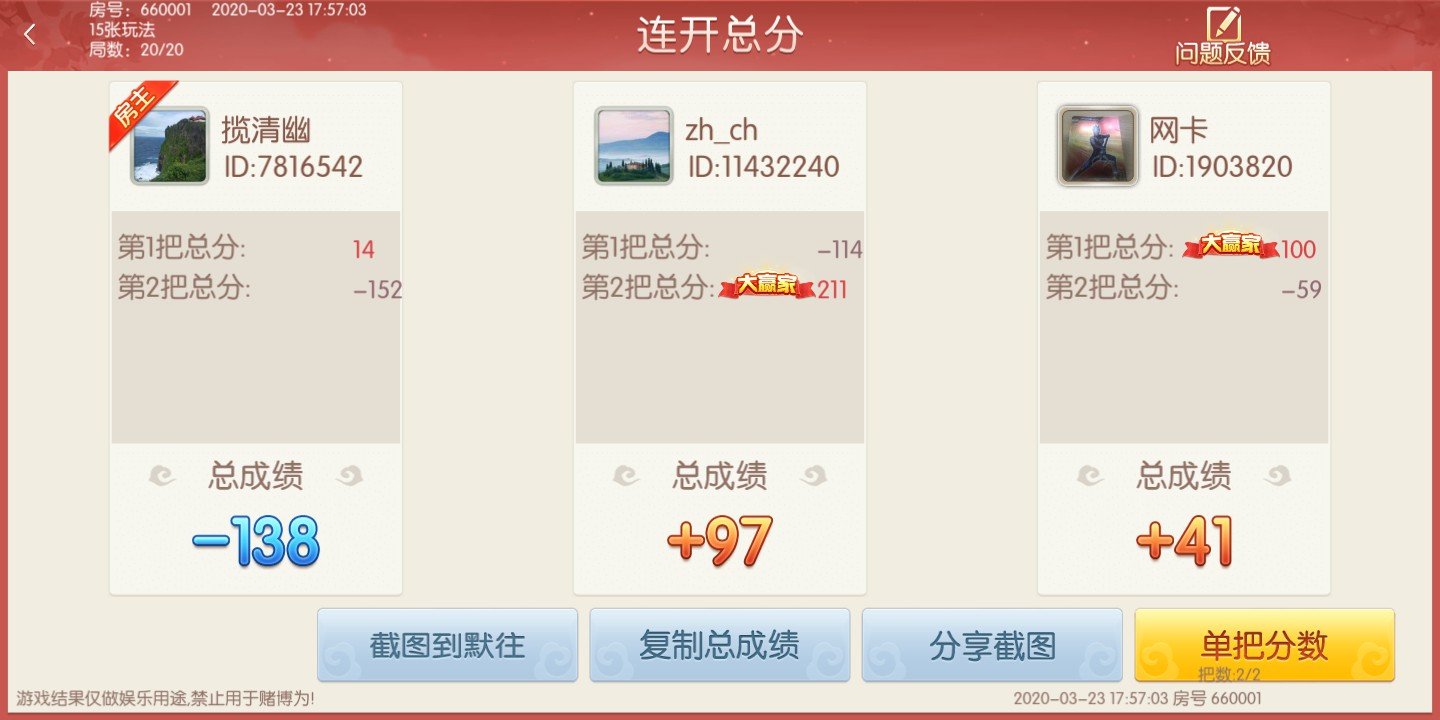 房号：660001 2020-03-23 17:57:03
15张玩法
局数：20/20
连开总分
问题反馈
房主
揽清幽
ID:7816542
第1把总分: 14
第2把总分: -152
总成绩
-138
zh_ch
ID:11432240
第1把总分: -114
第2把总分: 大赢家 211
总成绩
+97
网卡
ID:1903820
第1把总分: 大赢家 100
第2把总分: -59
总成绩
+41
截图到默往
复制总成绩
分享截图
单把分数
把数:2/2
游戏结果仅做娱乐用途,禁止用于赌博为!
2020-03-23 17:57:03 房号 660001